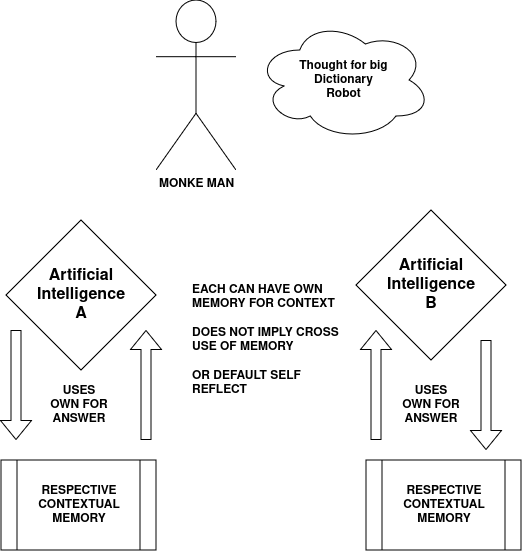 Thought for big
Dictionary
Robot
MONKE MAN
Artificial
Intelligence
A
Artificial
Intelligence
B
EACH CAN HAVE OWN
MEMORY FOR CONTEXT
DOES NOT IMPLY CROSS
USE OF MEMORY
OR DEFAULT SELF
REFLECT
USES
OWN FOR
ANSWER
USES
OWN FOR
ANSWER
RESPECTIVE
CONTEXTUAL
MEMORY
RESPECTIVE
CONTEXTUAL
MEMORY